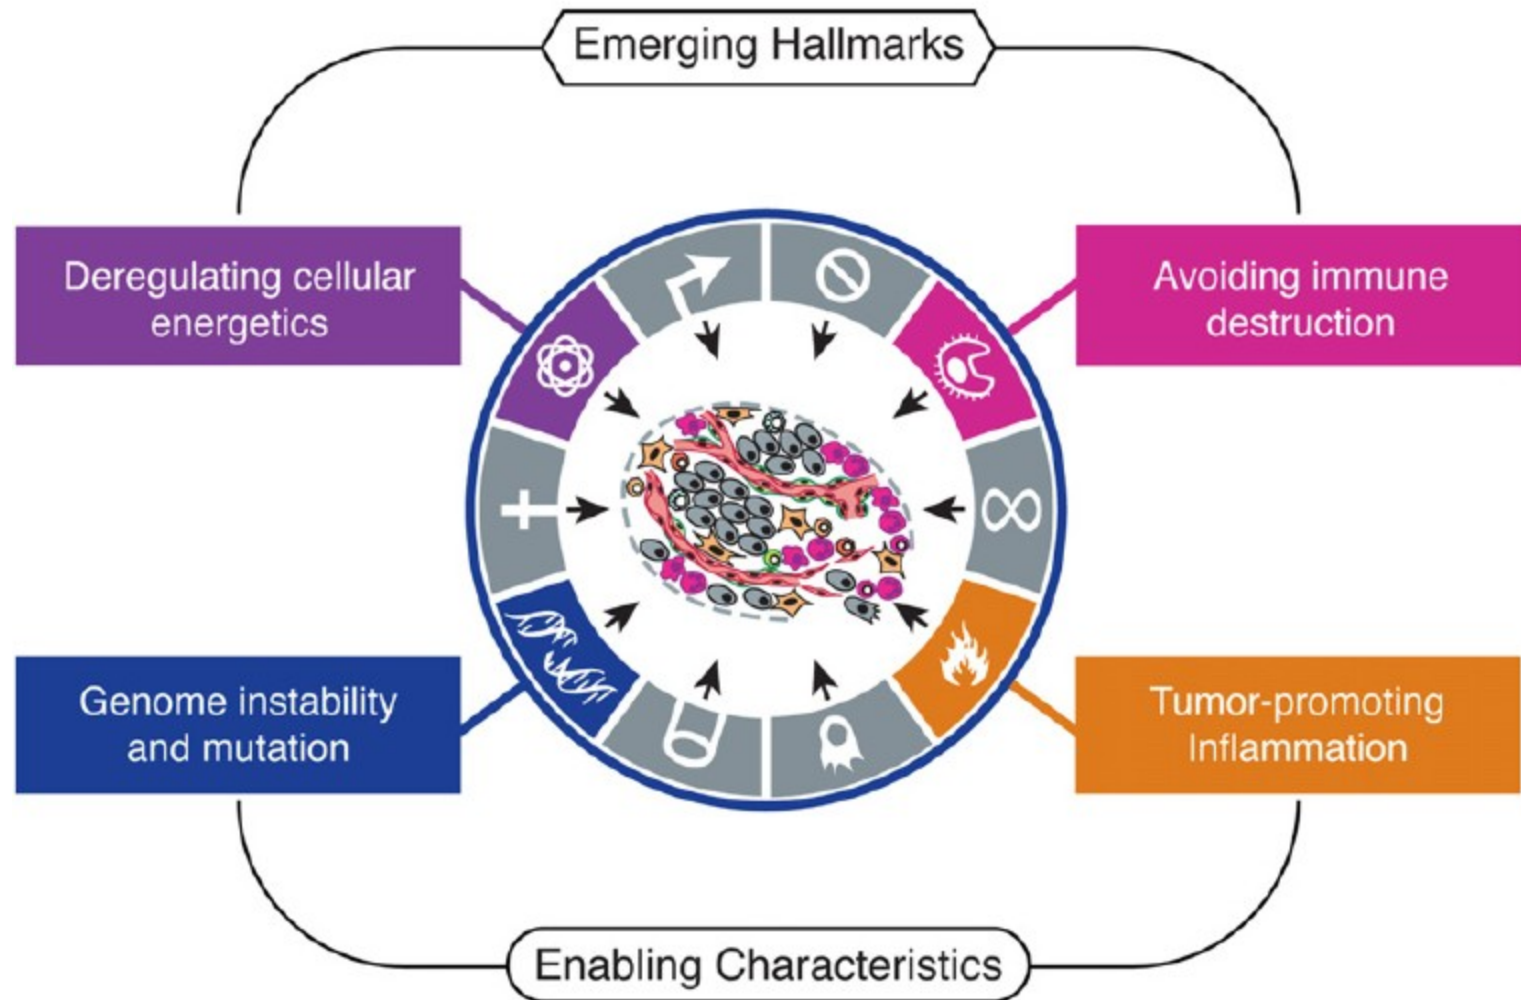 Emerging Hallmarks
Deregulating cellular
energetics
Avoiding immune
destruction
Genome instability
and mutation
Tumor-promoting
Inflammation
Enabling Characteristics